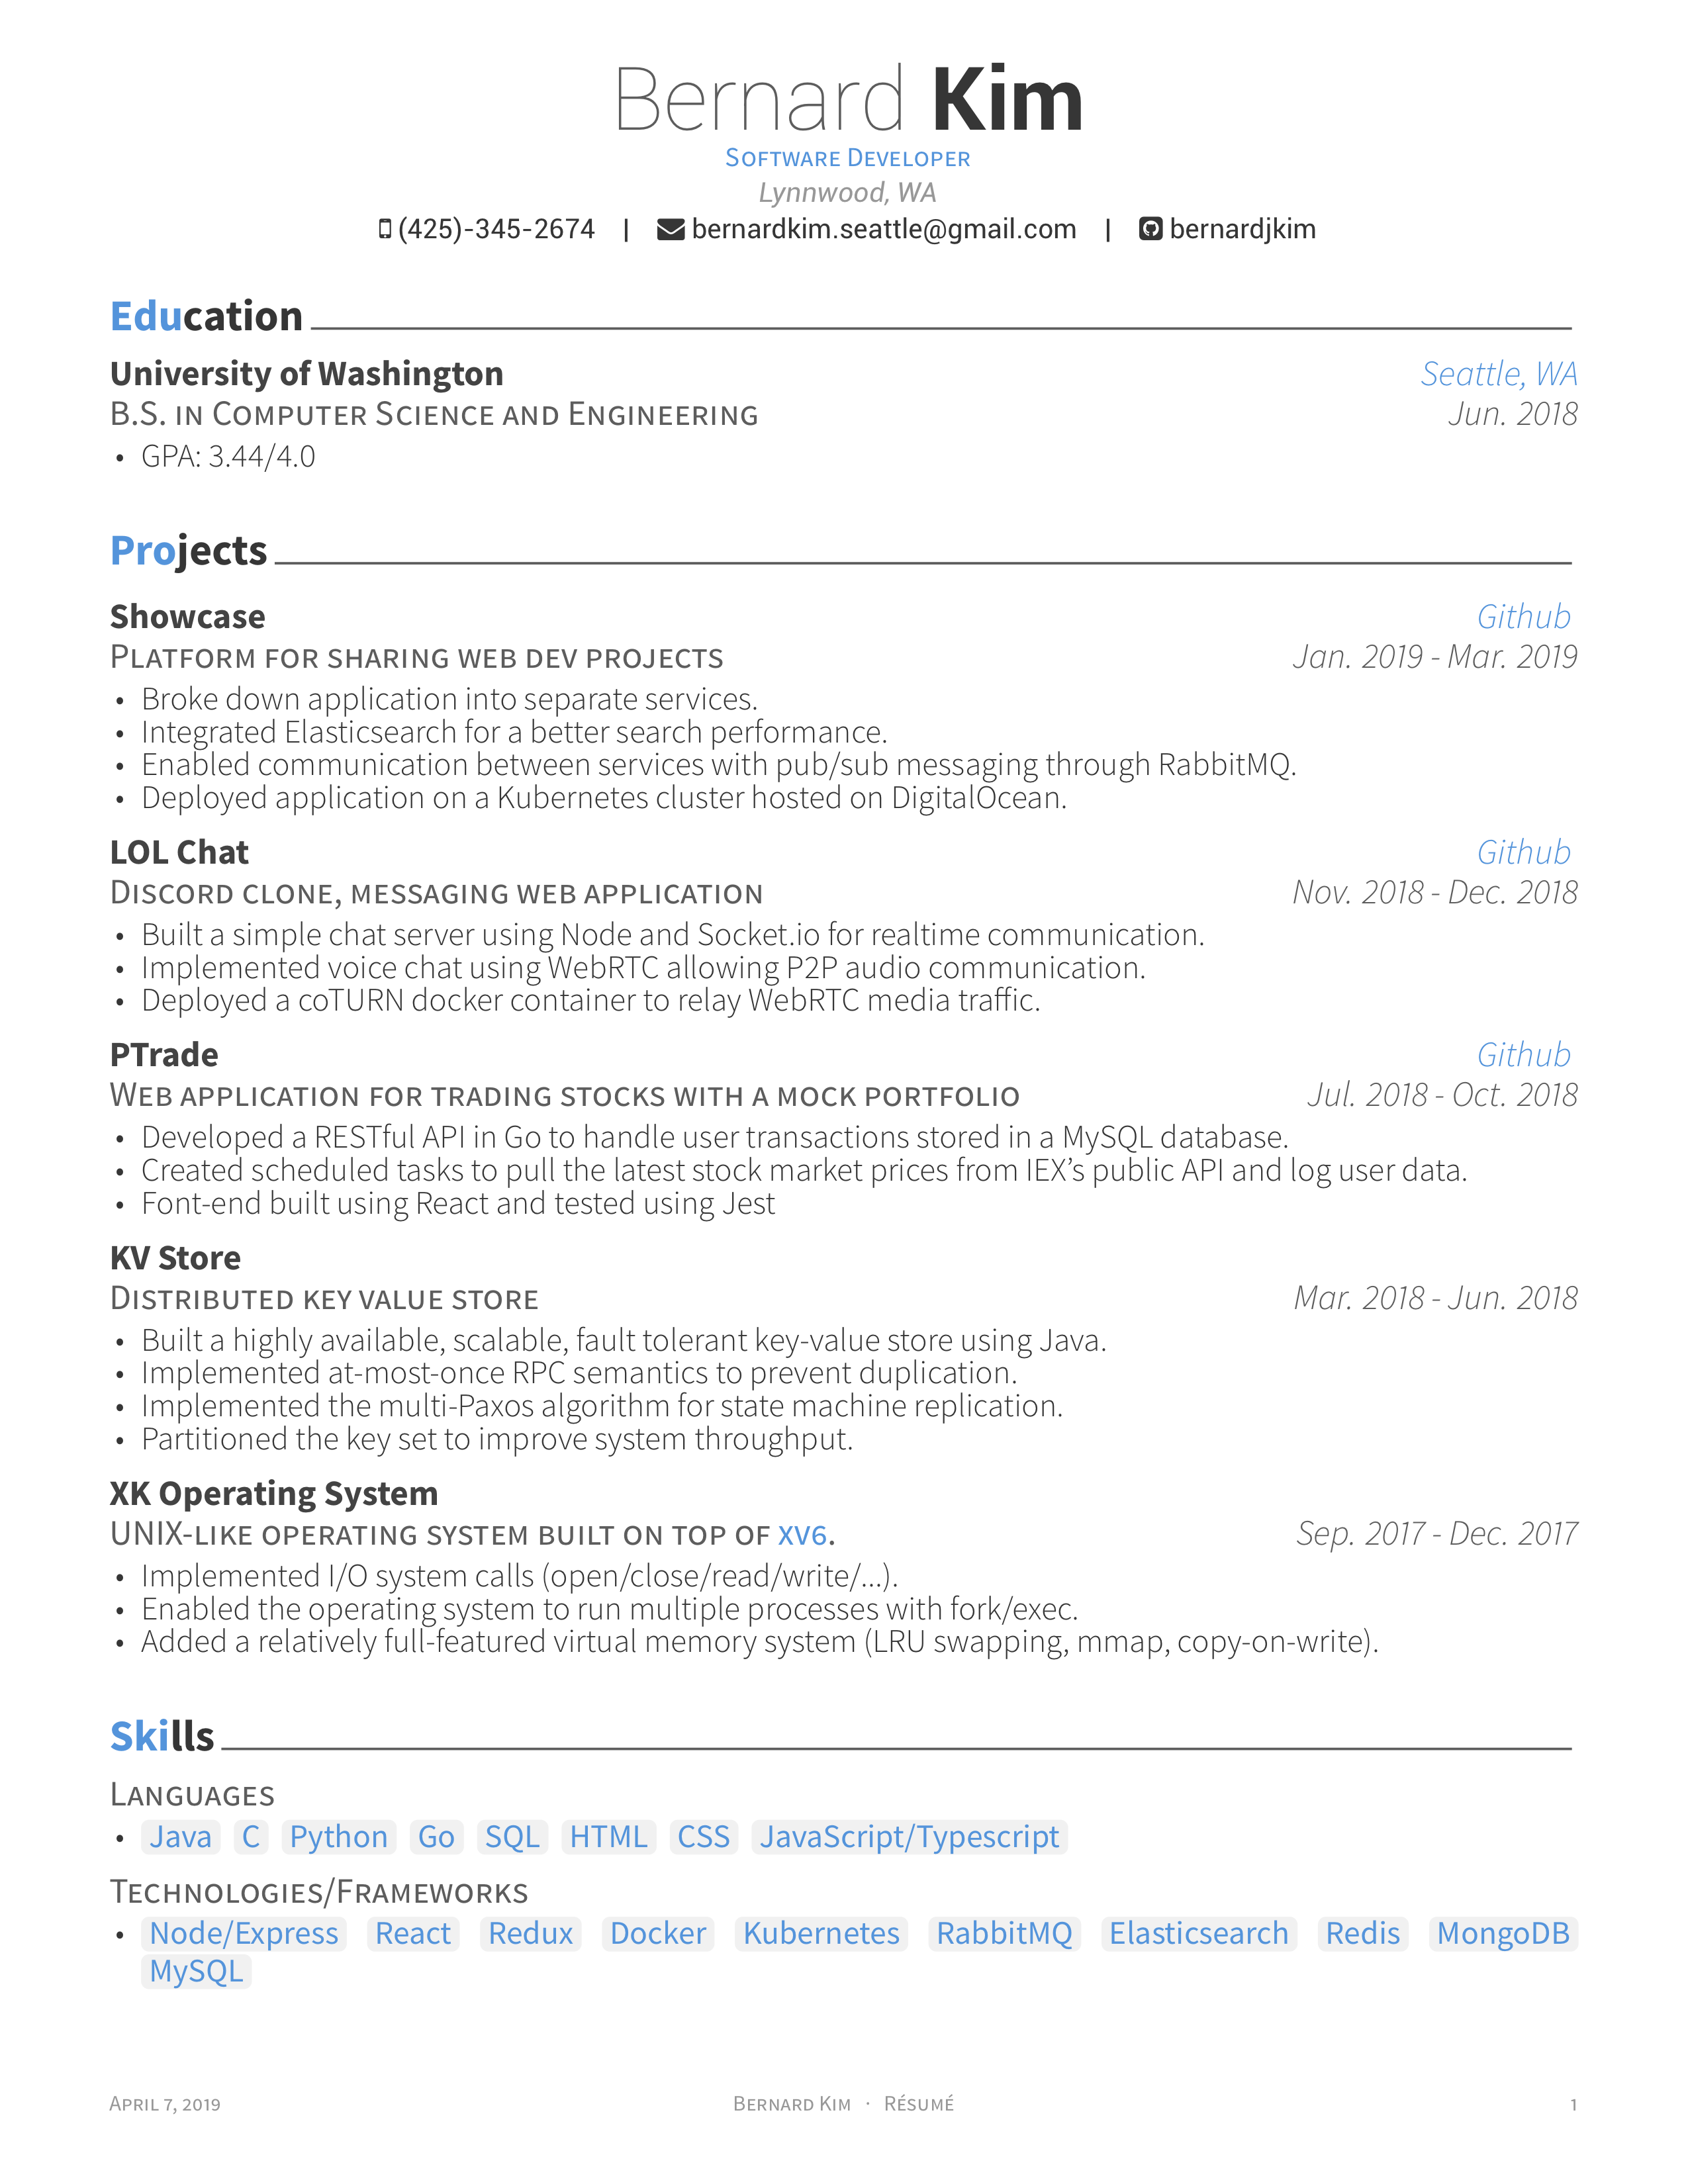 Bernard Kim
Software Developer
Lynnwood, WA
(425)-345-2674 | bernardkim.seattle@gmail.com | bernardjkim
Education
University of Washington Seattle, WA
B.S. in Computer Science and Engineering Jun. 2018
• GPA: 3.44/4.0
Projects
Showcase Github
Platform for sharing web dev projects Jan. 2019 - Mar. 2019
• Broke down application into separate services.
• Integrated Elasticsearch for a better search performance.
• Enabled communication between services with pub/sub messaging through RabbitMQ.
• Deployed application on a Kubernetes cluster hosted on DigitalOcean.
LOL Chat Github
Discord clone, messaging web application Nov. 2018 - Dec. 2018
• Built a simple chat server using Node and Socket.io for realtime communication.
• Implemented voice chat using WebRTC allowing P2P audio communication.
• Deployed a coTURN docker container to relay WebRTC media traffic.
PTrade Github
Web application for trading stocks with a mock portfolio Jul. 2018 - Oct. 2018
• Developed a RESTful API in Go to handle user transactions stored in a MySQL database.
• Created scheduled tasks to pull the latest stock market prices from IEX’s public API and log user data.
• Font-end built using React and tested using Jest
KV Store
Distributed key value store Mar. 2018 - Jun. 2018
• Built a highly available, scalable, fault tolerant key-value store using Java.
• Implemented at-most-once RPC semantics to prevent duplication.
• Implemented the multi-Paxos algorithm for state machine replication.
• Partitioned the key set to improve system throughput.
XK Operating System
UNIX-like operating system built on top of xv6. Sep. 2017 - Dec. 2017
• Implemented I/O system calls (open/close/read/write/...).
• Enabled the operating system to run multiple processes with fork/exec.
• Added a relatively full-featured virtual memory system (LRU swapping, mmap, copy-on-write).
Skills
Languages
• Java C Python Go SQL HTML CSS JavaScript/Typescript
Technologies/Frameworks
• Node/Express React Redux Docker Kubernetes RabbitMQ Elasticsearch Redis MongoDB
MySQL
April 7, 2019 Bernard Kim · Résumé 1